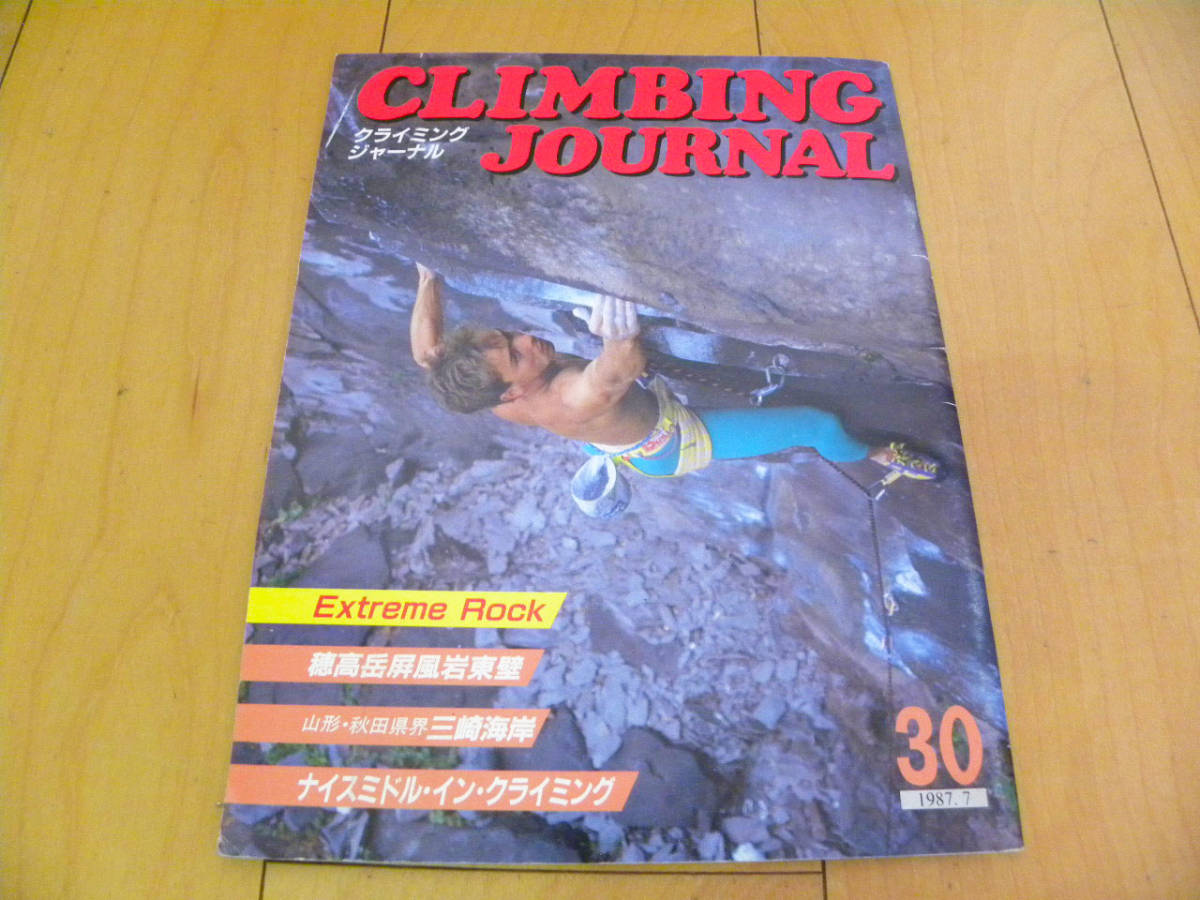 CLIMBING
JOURNAL
クライミング
ジャーナル
Extreme Rock
穂高岳屏風岩東壁
山形・秋田県界三崎海岸
ナイスミドル・イン・クライミング
30
1987.7